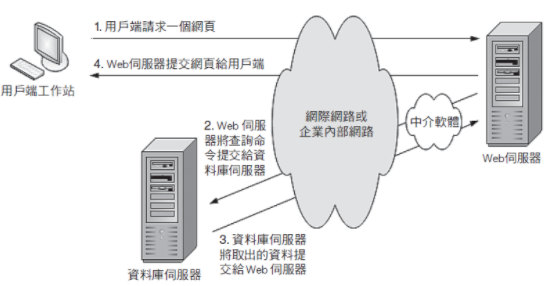 1. 用戶端請求一個網頁
4. Web伺服器提交網頁給用戶端
用戶端工作站
網際網路或
企業內部網路
中介軟體
Web伺服器
2. Web 伺服
器將查詢命
令提交給資
料庫伺服器
3. 資料庫伺服器
將取出的資料提
交給Web 伺服器
資料庫伺服器